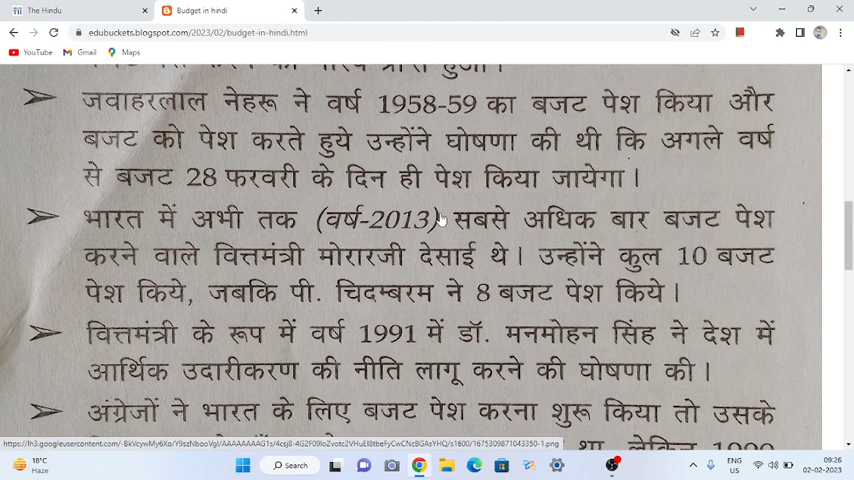 The Hindu
Budget in hindi
edubuckets.blogspot.com/2023/02/budget-in-hindi.html
YouTube Gmail Maps
जवाहरलाल नेहरू ने वर्ष 1958-59 का बजट पेश किया और
बजट को पेश करते हुये उन्होंने घोषणा की थी कि अगले वर्ष
से बजट 28 फरवरी के दिन ही पेश किया जायेगा।
भारत में अभी तक (वर्ष-2013) सबसे अधिक बार बजट पेश
करने वाले वित्तमंत्री मोरारजी देसाई थे। उन्होंने कुल 10 बजट
पेश किये, जबकि पी. चिदम्बरम ने 8 बजट पेश किये।
वित्तमंत्री के रूप में वर्ष 1991 में डॉ. मनमोहन सिंह ने देश में
आर्थिक उदारीकरण की नीति लागू करने की घोषणा की।
अंग्रेजों ने भारत के लिए बजट पेश करना शुरू किया तो उसके
था, लेकिन
18°C
Haze
Search
ENG
US
09:26
02-02-2023